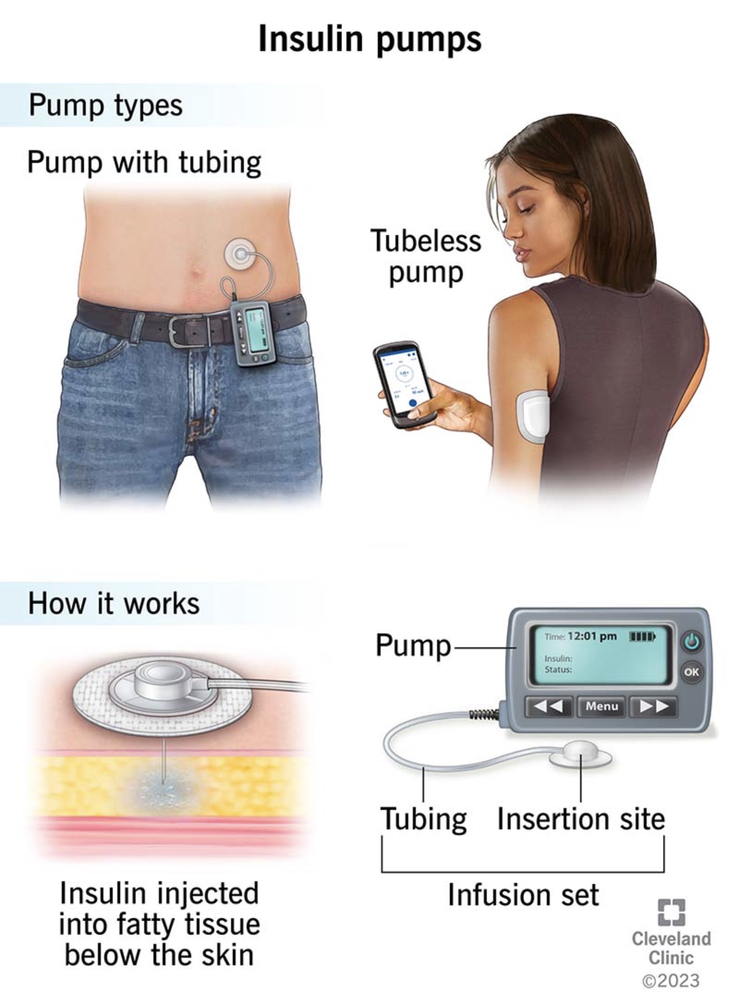 Insulin pumps
Pump types
Pump with tubing
Tubeless
pump
How it works
Pump
Time: 12:01 pm
Insulin:
Status:
OK
Menu
Tubing
Insertion site
Infusion set
Insulin injected
into fatty tissue
below the skin
Cleveland
Clinic
©2023